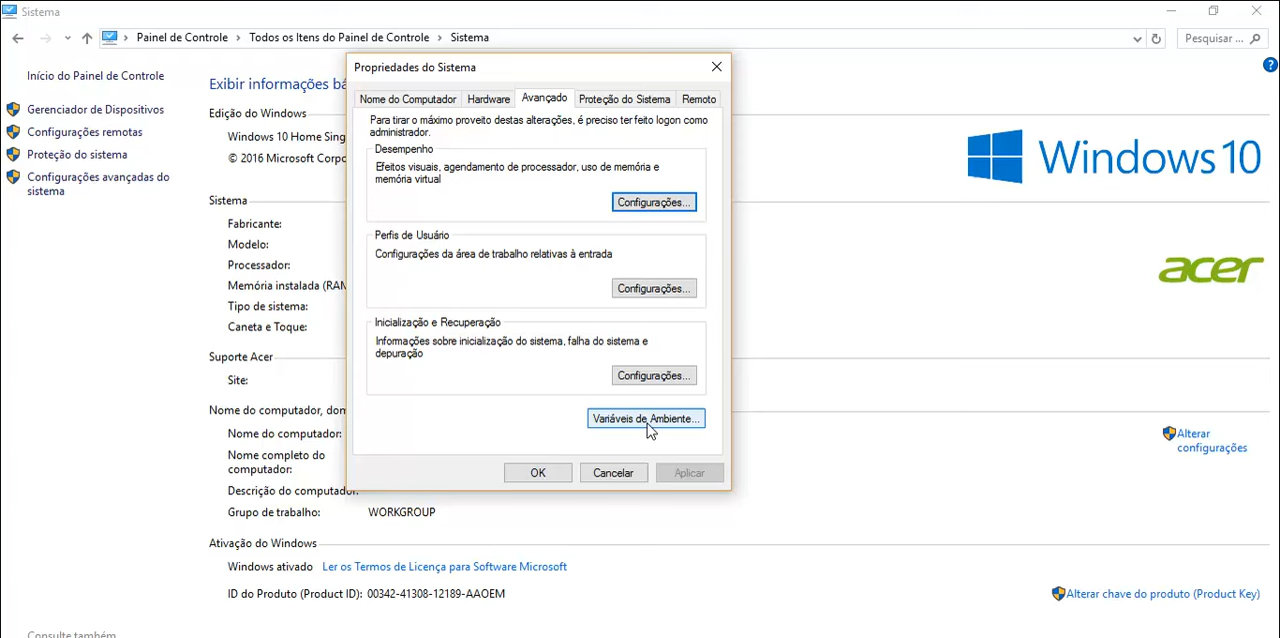 Sistema
Painel de Controle › Todos os Itens do Painel de Controle › Sistema
Pesquisar ...
Início do Painel de Controle
Gerenciador de Dispositivos
Configurações remotas
Proteção do sistema
Configurações avançadas do
sistema
Exibir informações bá
Edição do Windows
Windows 10 Home Sing
© 2016 Microsoft Corpo
Sistema
Fabricante:
Modelo:
Processador:
Memória instalada (RAM
Tipo de sistema:
Caneta e Toque:
Suporte Acer
Site:
Nome do computador, dom
Nome do computador:
Nome completo do
computador:
Descrição do computador:
Grupo de trabalho: WORKGROUP
Ativação do Windows
Windows ativado Ler os Termos de Licença para Software Microsoft
ID do Produto (Product ID): 00342-41308-12189-AAOEM
Consulte também
Propriedades do Sistema
Nome do Computador Hardware Avançado Proteção do Sistema Remoto
Para tirar o máximo proveito destas alterações, é preciso ter feito logon como
administrador.
Desempenho
Efeitos visuais, agendamento de processador, uso de memória e
memória virtual
Configurações...
Perfis de Usuário
Configurações da área de trabalho relativas à entrada
Configurações...
Inicialização e Recuperação
Informações sobre inicialização do sistema, falha do sistema e
depuração
Configurações...
Variáveis de Ambiente...
OK Cancelar Aplicar
?
Windows 10
acer
Alterar
configurações
Alterar chave do produto (Product Key)